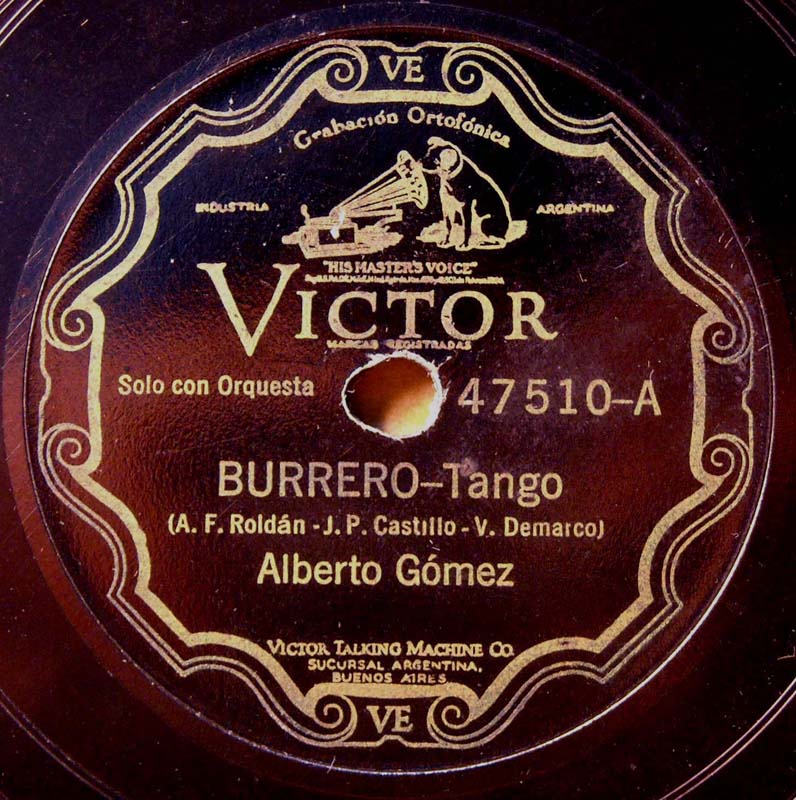 VE
Grabación Ortofónica
INDUSTRIA
ARGENTINA
"HIS MASTER'S VOICE"
VICTOR
MARCAS REGISTRADAS
Solo con Orquesta
47510-A
BURRERO-Tango
(A. F. Roldán - J. P. Castillo - V. Demarco)
Alberto Gómez
VICTOR TALKING MACHINE CO.
SUCURSAL ARGENTINA,
BUENOS AIRES
VE